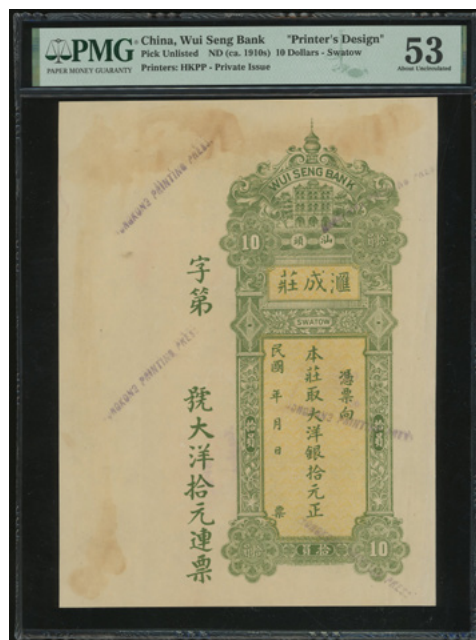 PMG
PAPER MONEY GUARANTY
China, Wui Seng Bank "Printer's Design"
Pick Unlisted ND (ca. 1910s) 10 Dollars - Swatow
Printers: HKPP - Private Issue
53
About Uncirculated
WUI SENG BANK
10
頭汕
莊成滙
SWATOW
憑票向
本莊取大洋銀拾元正
民國 年 月 日 票
字第 號大洋拾元連票
10